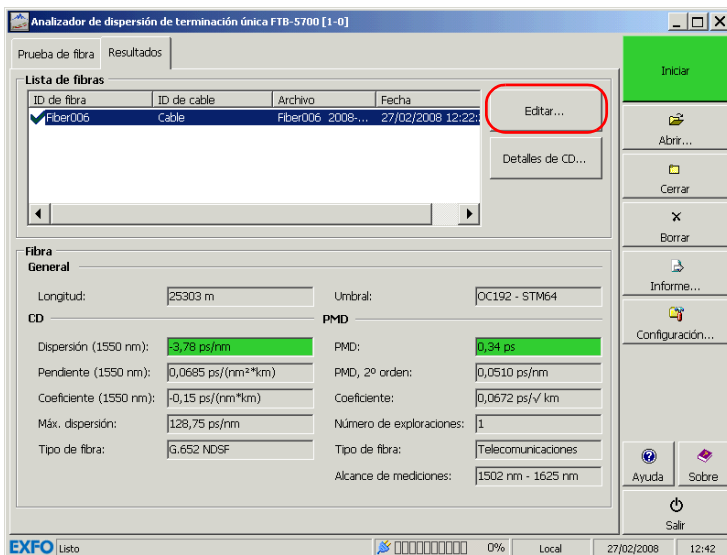 Analizador de dispersión de terminación única FTB-5700 [1-0]
Prueba de fibra
Resultados
Lista de fibras
ID de fibra
ID de cable
Archivo
Fecha
Fiber006
Cable
Fiber006 2008-...
27/02/2008 12:22:
Editar...
Detalles de CD...
Fibra
General
Longitud:
25303 m
Umbral:
OC192 - STM64
CD
PMD
Dispersión (1550 nm):
-3,78 ps/nm
PMD:
0,34 ps
Pendiente (1550 nm):
0,0685 ps/(nm²*km)
PMD, 2º orden:
0,0510 ps/nm
Coeficiente (1550 nm):
-0,15 ps/(nm*km)
Coeficiente:
0,0672 ps/√ km
Máx. dispersión:
128,75 ps/nm
Número de exploraciones:
1
Tipo de fibra:
G.652 NDSF
Tipo de fibra:
Telecomunicaciones
Alcance de mediciones:
1502 nm - 1625 nm
Iniciar
Abrir...
Cerrar
Borrar
Informe...
Configuración...
Ayuda
Sobre
Salir
EXFO
Listo
0%
Local
27/02/2008
12:42